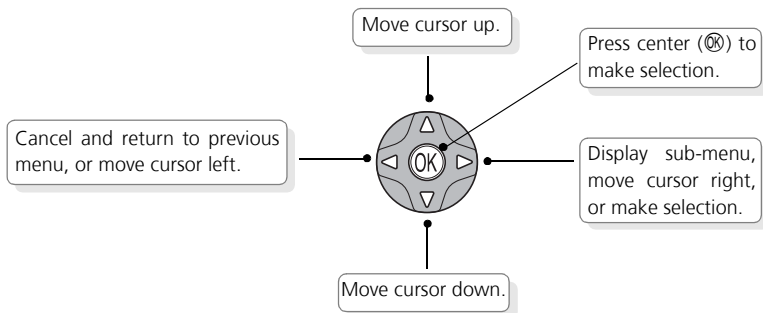 Move cursor up.
Press center (OK) to
make selection.
Cancel and return to previous
menu, or move cursor left.
OK
Display sub-menu,
move cursor right,
or make selection.
Move cursor down.